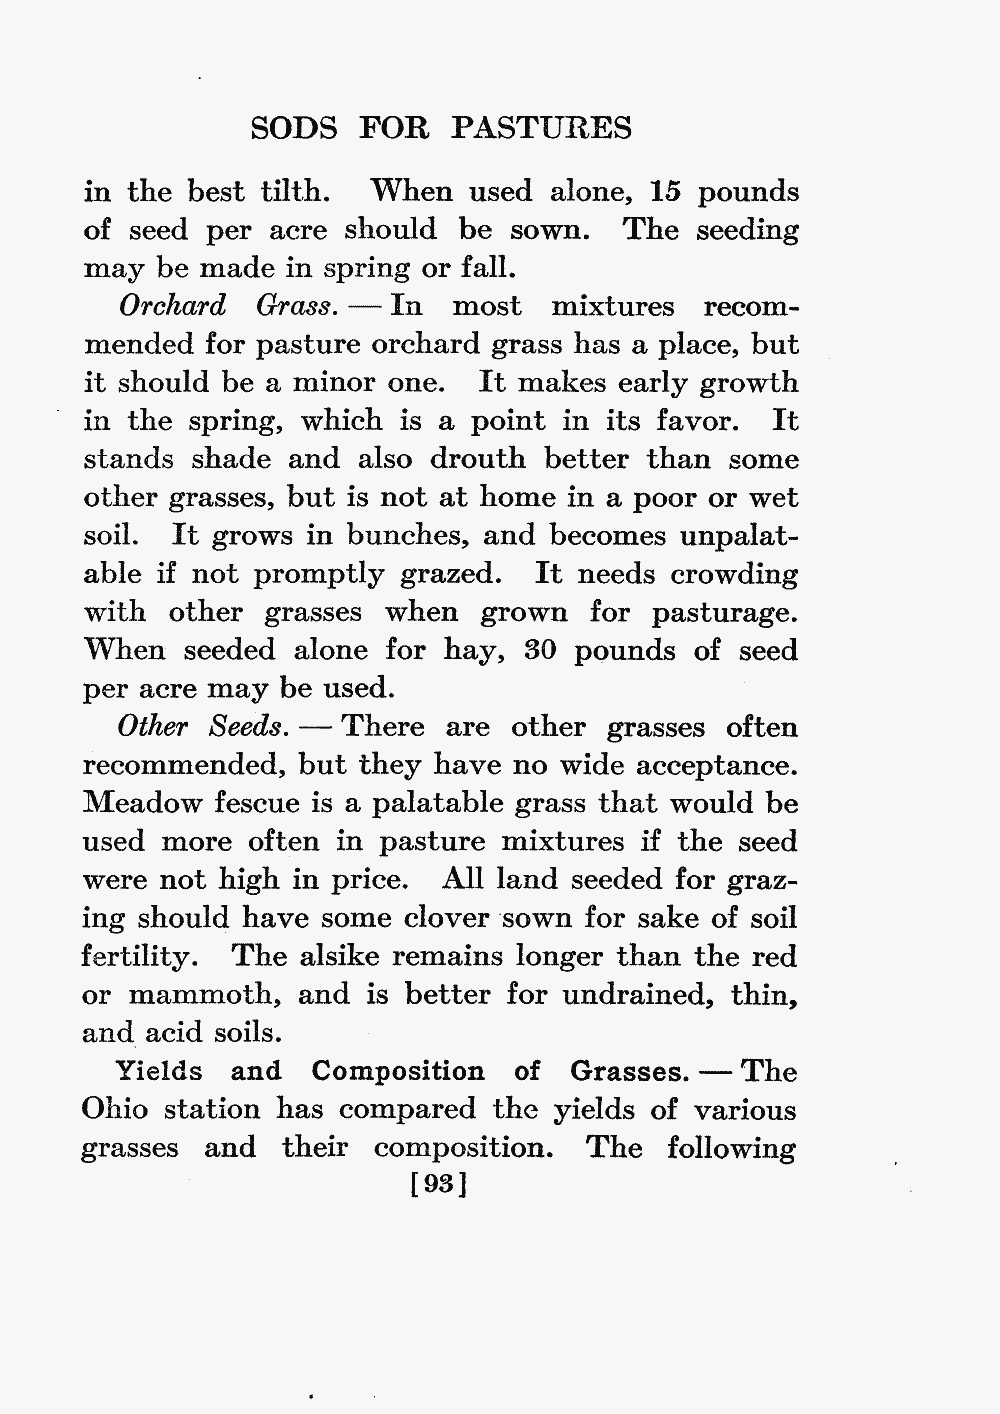 SODS FOR PASTURES
in the best tilth. When used alone, 15 pounds
of seed per acre should be sown. The seeding
may be made in spring or fall.
Orchard Grass. — In most mixtures recom-
mended for pasture orchard grass has a place, but
it should be a minor one. It makes early growth
in the spring, which is a point in its favor. It
stands shade and also drouth better than some
other grasses, but is not at home in a poor or wet
soil. It grows in bunches, and becomes unpalat-
able if not promptly grazed. It needs crowding
with other grasses when grown for pasturage.
When seeded alone for hay, 30 pounds of seed
per acre may be used.
Other Seeds. — There are other grasses often
recommended, but they have no wide acceptance.
Meadow fescue is a palatable grass that would be
used more often in pasture mixtures if the seed
were not high in price. All land seeded for graz-
ing should have some clover sown for sake of soil
fertility. The alsike remains longer than the red
or mammoth, and is better for undrained, thin,
and acid soils.
Yields and Composition of Grasses. — The
Ohio station has compared the yields of various
grasses and their composition. The following
[93]